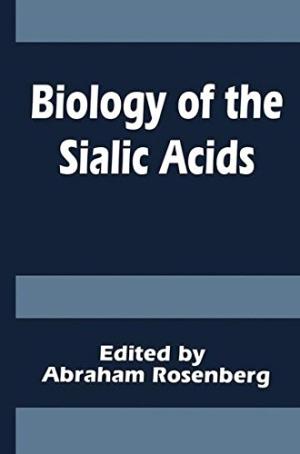 Biology of the
Sialic Acids
Edited by
Abraham Rosenberg